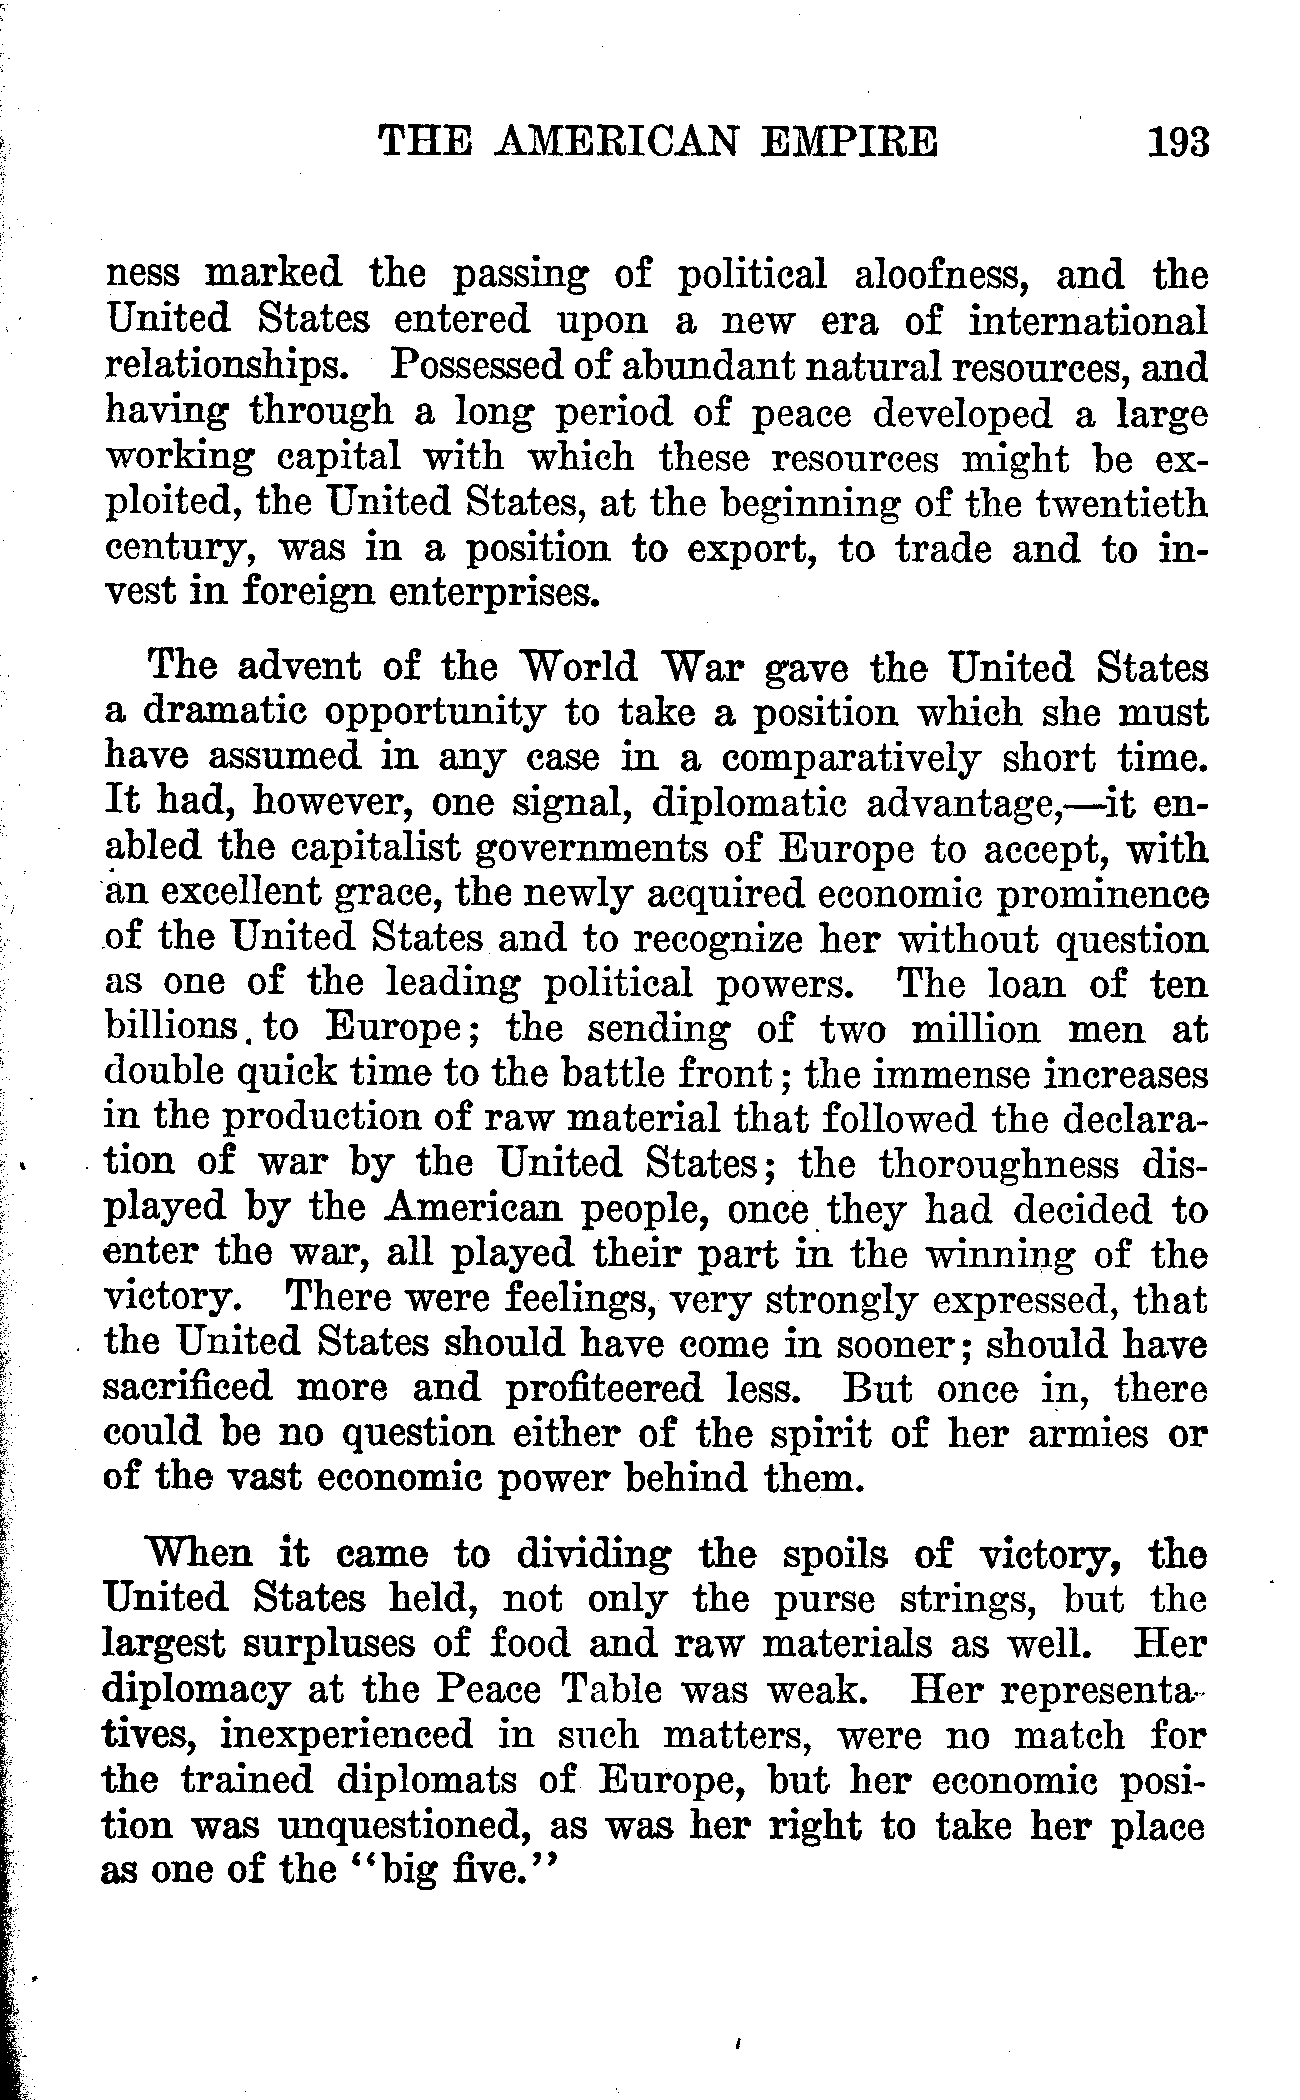 THE AMERICAN EMPIRE 193
ness marked the passing of political aloofness, and the
United States entered upon a new era of international
relationships. Possessed of abundant natural resources, and
having through a long period of peace developed a large
working capital with which these resources might be ex-
ploited, the United States, at the beginning of the twentieth
century, was in a position to export, to trade and to in-
vest in foreign enterprises.
The advent of the World War gave the United States
a dramatic opportunity to take a position which she must
have assumed in any case in a comparatively short time.
It had, however, one signal, diplomatic advantage,—it en-
abled the capitalist governments of Europe to accept, with
an excellent grace, the newly acquired economic prominence
of the United States and to recognize her without question
as one of the leading political powers. The loan of ten
billions to Europe; the sending of two million men at
double quick time to the battle front; the immense increases
in the production of raw material that followed the declara-
tion of war by the United States; the thoroughness dis-
played by the American people, once they had decided to
enter the war, all played their part in the winning of the
victory. There were feelings, very strongly expressed, that
the United States should have come in sooner; should have
sacrificed more and profiteered less. But once in, there
could be no question either of the spirit of her armies or
of the vast economic power behind them.
When it came to dividing the spoils of victory, the
United States held, not only the purse strings, but the
largest surpluses of food and raw materials as well. Her
diplomacy at the Peace Table was weak. Her representa-
tives, inexperienced in such matters, were no match for
the trained diplomats of Europe, but her economic posi-
tion was unquestioned, as was her right to take her place
as one of the "big five."